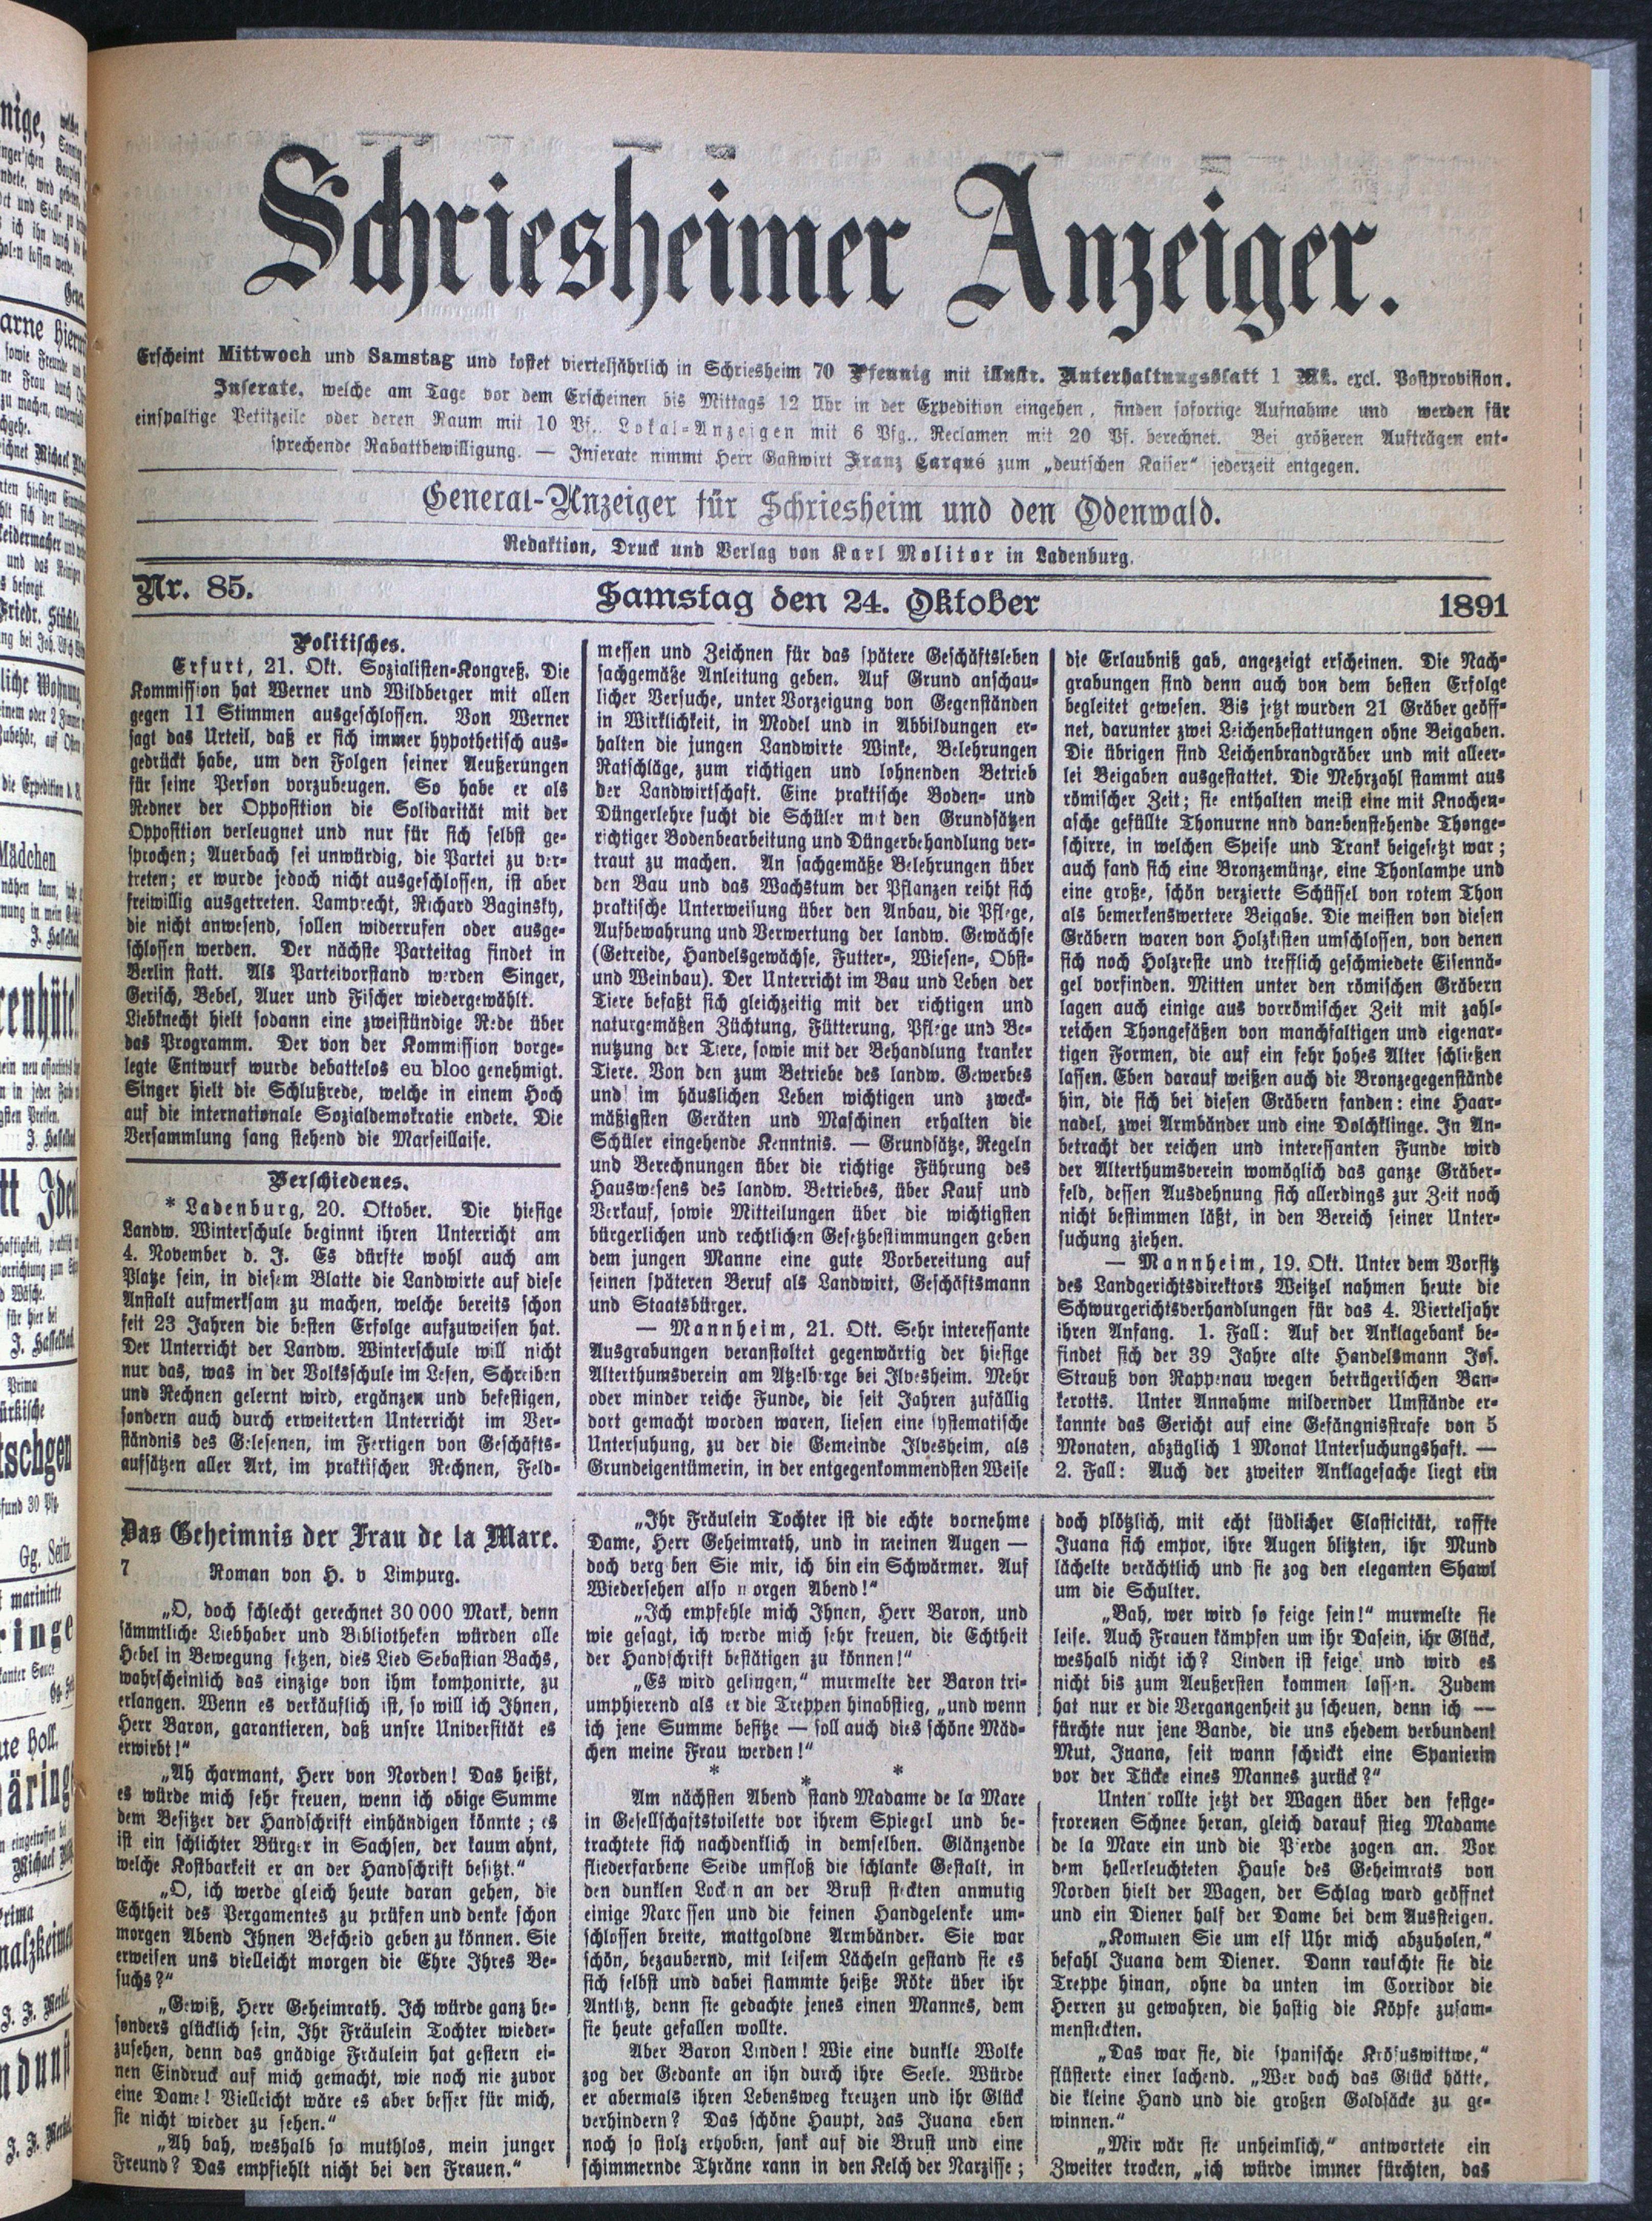 Schriesheimer Anzeiger.
Erscheint Mittwoch und Samstag und kostet vierteljährlich in Schriesheim 70 Pfennig mit illustr. Unterhaltungsblatt 1 Mk. excl. Postprovision.
Inserate, welche am Tage vor dem Erscheinen bis Mittags 12 Uhr in der Expedition eingehen, finden sofortige Aufnahme und werden für
einspaltige Petitzeile oder deren Raum mit 10 Pf., Lokal-Anzeigen mit 6 Pfg., Reclamen mit 20 Pf. berechnet. Bei größeren Aufträgen ent-
sprechende Rabattbewilligung. — Inserate nimmt Herr Gastwirt Franz Carqué zum „deutschen Kaiser" jederzeit entgegen.
General-Anzeiger für Schriesheim und den Odenwald.
Redaktion, Druck und Verlag von Karl Molitor in Ladenburg.
Nr. 85. Samstag den 24. Oktober 1891
Politisches.
Erfurt, 21. Okt. Sozialisten-Kongreß. Die
Kommission hat Werner und Wildberger mit allen
gegen 11 Stimmen ausgeschlossen. Von Werner
sagt das Urteil, daß er sich immer hypothetisch aus-
gedrückt habe, um den Folgen seiner Aeußerungen
für seine Person vorzubeugen. So habe er als
Redner der Opposition die Solidarität mit der
Opposition verleugnet und nur für sich selbst ge-
sprochen; Auerbach sei unwürdig, die Partei zu ver-
treten; er wurde jedoch nicht ausgeschlossen, ist aber
freiwillig ausgetreten. Lamprecht, Richard Baginsky,
die nicht anwesend, sollen widerrufen oder ausge-
schlossen werden. Der nächste Parteitag findet in
Berlin statt. Als Parteivorstand werden Singer,
Gerisch, Bebel, Auer und Fischer wiedergewählt.
Liebknecht hielt sodann eine zweistündige Rede über
das Programm. Der von der Kommission vorge-
legte Entwurf wurde debattelos eu bloc genehmigt.
Singer hielt die Schlußrede, welche in einem Hoch
auf die internationale Sozialdemokratie endete. Die
Versammlung sang stehend die Marseillaise.
Verschiedenes.
* Ladenburg, 20. Oktober. Die hiesige
Landw. Winterschule beginnt ihren Unterricht am
4. November d. J. Es dürfte wohl auch am
Platze sein, in diesem Blatte die Landwirte auf diese
Anstalt aufmerksam zu machen, welche bereits schon
seit 23 Jahren die besten Erfolge aufzuweisen hat.
Der Unterricht der Landw. Winterschule will nicht
nur das, was in der Volksschule im Lesen, Schreiben
und Rechnen gelernt wird, ergänzen und befestigen,
sondern auch durch erweiterten Unterricht im Ver-
ständnis des Gelesenen, im Fertigen von Geschäfts-
aufsätzen aller Art, im praktischen Rechnen, Feld-
messen und Zeichnen für das spätere Geschäftsleben
sachgemäße Anleitung geben. Auf Grund anschau-
licher Versuche, unter Vorzeigung von Gegenständen
in Wirklichkeit, in Model und in Abbildungen er-
halten die jungen Landwirte Winke, Belehrungen
Ratschläge, zum richtigen und lohnenden Betrieb
der Landwirtschaft. Eine praktische Boden- und
Düngerlehre sucht die Schüler mit den Grundsätzen
richtiger Bodenbearbeitung und Düngerbehandlung ver-
traut zu machen. An sachgemäße Belehrungen über
den Bau und das Wachstum der Pflanzen reiht sich
praktische Unterweisung über den Anbau, die Pflege,
Aufbewahrung und Verwertung der landw. Gewächse
(Getreide, Handelsgewächse, Futter-, Wiesen-, Obst-
und Weinbau). Der Unterricht im Bau und Leben der
Tiere befaßt sich gleichzeitig mit der richtigen und
naturgemäßen Züchtung, Fütterung, Pflege und Be-
nutzung der Tiere, sowie mit der Behandlung kranker
Tiere. Von den zum Betriebe des landw. Gewerbes
und im häuslichen Leben wichtigen und zweck-
mäßigsten Geräten und Maschinen erhalten die
Schüler eingehende Kenntnis. — Grundsätze, Regeln
und Berechnungen über die richtige Führung des
Hauswesens des landw. Betriebes, über Kauf und
Verkauf, sowie Mitteilungen über die wichtigsten
bürgerlichen und rechtlichen Gesetzbestimmungen geben
dem jungen Manne eine gute Vorbereitung auf
seinen späteren Beruf als Landwirt, Geschäftsmann
und Staatsbürger.
— Mannheim, 21. Okt. Sehr interessante
Ausgrabungen veranstaltet gegenwärtig der hiesige
Alterthumsverein am Atzelberge bei Ilvesheim. Mehr
oder minder reiche Funde, die seit Jahren zufällig
dort gemacht worden waren, liesen eine systematische
Untersuhung, zu der die Gemeinde Ilvesheim, als
Grundeigentümerin, in der entgegenkommendsten Weise
die Erlaubniß gab, angezeigt erscheinen. Die Nach-
grabungen sind denn auch von dem besten Erfolge
begleitet gewesen. Bis jetzt wurden 21 Gräber geöff-
net, darunter zwei Leichenbestattungen ohne Beigaben.
Die übrigen sind Leichenbrandgräber und mit alleer-
lei Beigaben ausgestattet. Die Mehrzahl stammt aus
römischer Zeit; sie enthalten meist eine mit Knochen-
asche gefüllte Thonurne nnd danebenstehende Thonge-
schirre, in welchen Speise und Trank beigesetzt war;
auch fand sich eine Bronzemünze, eine Thonlampe und
eine große, schön verzierte Schüssel von rotem Thon
als bemerkenswertere Beigabe. Die meisten von diesen
Gräbern waren von Holzkisten umschlossen, von denen
sich noch Holzreste und trefflich geschmiedete Eisennä-
gel vorfinden. Mitten unter den römischen Gräbern
lagen auch einige aus vorrömischer Zeit mit zahl-
reichen Thongefäßen von manchfaltigen und eigenar-
tigen Formen, die auf ein sehr hohes Alter schließen
lassen. Eben darauf weißen auch die Bronzegegenstände
hin, die sich bei diesen Gräbern fanden: eine Haar-
nadel, zwei Armbänder und eine Dolchklinge. In An-
betracht der reichen und interessanten Funde wird
der Alterthumsverein womöglich das ganze Gräber-
feld, dessen Ausdehnung sich allerdings zur Zeit noch
nicht bestimmen läßt, in den Bereich seiner Unter-
suchung ziehen.
— Mannheim, 19. Okt. Unter dem Vorsitz
des Landgerichtsdirektors Weitzel nahmen heute die
Schwurgerichtsverhandlungen für das 4. Vierteljahr
ihren Anfang. 1. Fall: Auf der Anklagebank be-
findet sich der 39 Jahre alte Handelsmann Jos.
Strauß von Rappenau wegen betrügerischen Ban-
kerotts. Unter Annahme mildernder Umstände er-
kannte das Gericht auf eine Gefängnisstrafe von 5
Monaten, abzüglich 1 Monat Untersuchungshaft. —
2. Fall: Auch der zweiten Anklagesache liegt ein
Das Geheimnis der Frau de la Mare.
7 Roman von H. v Limpurg.
„O, doch schlecht gerechnet 30 000 Mark, denn
sämmtliche Liebhaber und Bibliotheken würden alle
Hebel in Bewegung setzen, dies Lied Sebastian Bachs,
wahrscheinlich das einzige von ihm komponirte, zu
erlangen. Wenn es verkäuflich ist, so will ich Ihnen,
Herr Baron, garantieren, daß unsre Universität es
erwirbt!"
„Ah charmant, Herr von Norden! Das heißt,
es würde mich sehr freuen, wenn ich obige Summe
dem Besitzer der Handschrift einhändigen könnte; es
ist ein schlichter Bürger in Sachsen, der kaum ahnt,
welche Kostbarkeit er an der Handschrift besitzt."
„O, ich werde gleich heute daran gehen, die
Echtheit des Pergamentes zu prüfen und denke schon
morgen Abend Ihnen Bescheid geben zu können. Sie
erweisen uns vielleicht morgen die Ehre Ihres Be-
suchs?"
„Gewiß, Herr Geheimrath. Ich würde ganz be-
sonders glücklich sein, Ihr Fräulein Tochter wieder-
zusehen, denn das gnädige Fräulein hat gestern ei-
nen Eindruck auf mich gemacht, wie noch nie zuvor
eine Dame! Vielleicht wäre es aber besser für mich,
sie nicht wieder zu sehen."
„Ah bah, weshalb so muthlos, mein junger
Freund? Das empfiehlt nicht bei den Frauen."
„Ihr Fräulein Tochter ist die echte vornehme
Dame, Herr Geheimrath, und in meinen Augen —
doch verg ben Sie mir, ich bin ein Schwärmer. Auf
Wiedersehen also morgen Abend!"
„Ich empfehle mich Ihnen, Herr Baron, und
wie gesagt, ich werde mich sehr freuen, die Echtheit
der Handschrift bestätigen zu können!"
„Es wird gelingen," murmelte der Baron tri-
umphierend als er die Treppen hinabstieg, „und wenn
ich jene Summe besitze — soll auch dies schöne Mäd-
chen meine Frau werden!"
* * *
Am nächsten Abend stand Madame de la Mare
in Gesellschaftstoilette vor ihrem Spiegel und be-
trachtete sich nachdenklich in demselben. Glänzende
fliederfarbene Seide umfloß die schlanke Gestalt, in
den dunklen Locken an der Brust steckten anmutig
einige Narcissen und die feinen Handgelenke um-
schlossen breite, mattgoldne Armbänder. Sie war
schön, bezaubernd, mit leisem Lächeln gestand sie es
sich selbst und dabei flammte heiße Röte über ihr
Antlitz, denn sie gedachte jenes einen Mannes, dem
sie heute gefallen wollte.
Aber Baron Linden! Wie eine dunkle Wolke
zog der Gedanke an ihn durch ihre Seele. Würde
er abermals ihren Lebensweg kreuzen und ihr Glück
verhindern? Das schöne Haupt, das Juana eben
noch so stolz erhoben, sank auf die Brust und eine
schimmernde Thräne rann in den Kelch der Narzisse;
doch plötzlich, mit echt südlicher Elasticität, raffte
Juana sich empor, ihre Augen blitzten, ihr Mund
lächelte verächtlich und sie zog den eleganten Shawl
um die Schulter.
„Bah, wer wird so feige sein!" murmelte sie
leise. Auch Frauen kämpfen um ihr Dasein, ihr Glück,
weshalb nicht ich? Linden ist feige und wird es
nicht bis zum Aeußersten kommen lassen. Zudem
hat nur er die Vergangenheit zu scheuen, denn ich —
fürchte nur jene Bande, die uns ehedem verbunden!
Mut, Juana, seit wann schrickt eine Spanierin
vor der Tücke eines Mannes zurück?"
Unten rollte jetzt der Wagen über den festge-
frorenen Schnee heran, gleich darauf stieg Madame
de la Mare ein und die Pferde zogen an. Vor
dem hellerleuchteten Hause des Geheimrats von
Norden hielt der Wagen, der Schlag ward geöffnet
und ein Diener half der Dame bei dem Aussteigen.
„Kommen Sie um elf Uhr mich abzuholen,"
befahl Juana dem Diener. Dann rauschte sie die
Treppe hinan, ohne da unten im Corridor die
Herren zu gewahren, die hastig die Köpfe zusam-
mensteckten.
„Das war sie, die spanische Krösuswittwe,"
flüsterte einer lachend. „Wer doch das Glück hätte,
die kleine Hand und die großen Goldsäcke zu ge-
winnen."
„Mir wär sie unheimlich," antwortete ein
Zweiter trocken, „ich würde immer fürchten, das